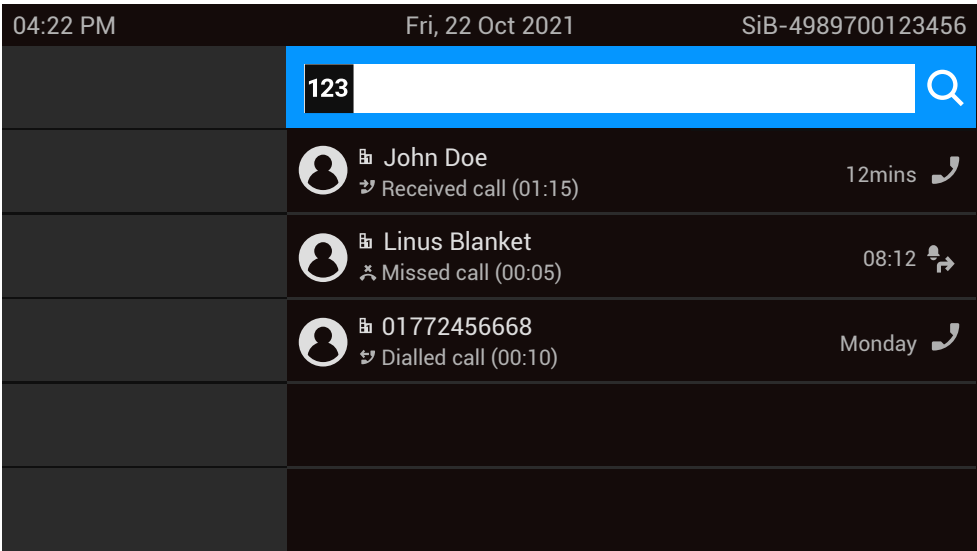 04:22 PM Fri, 22 Oct 2021 SiB-4989700123456
123
John Doe
Received call (01:15) 12mins
Linus Blanket
Missed call (00:05) 08:12
01772456668
Dialled call (00:10) Monday